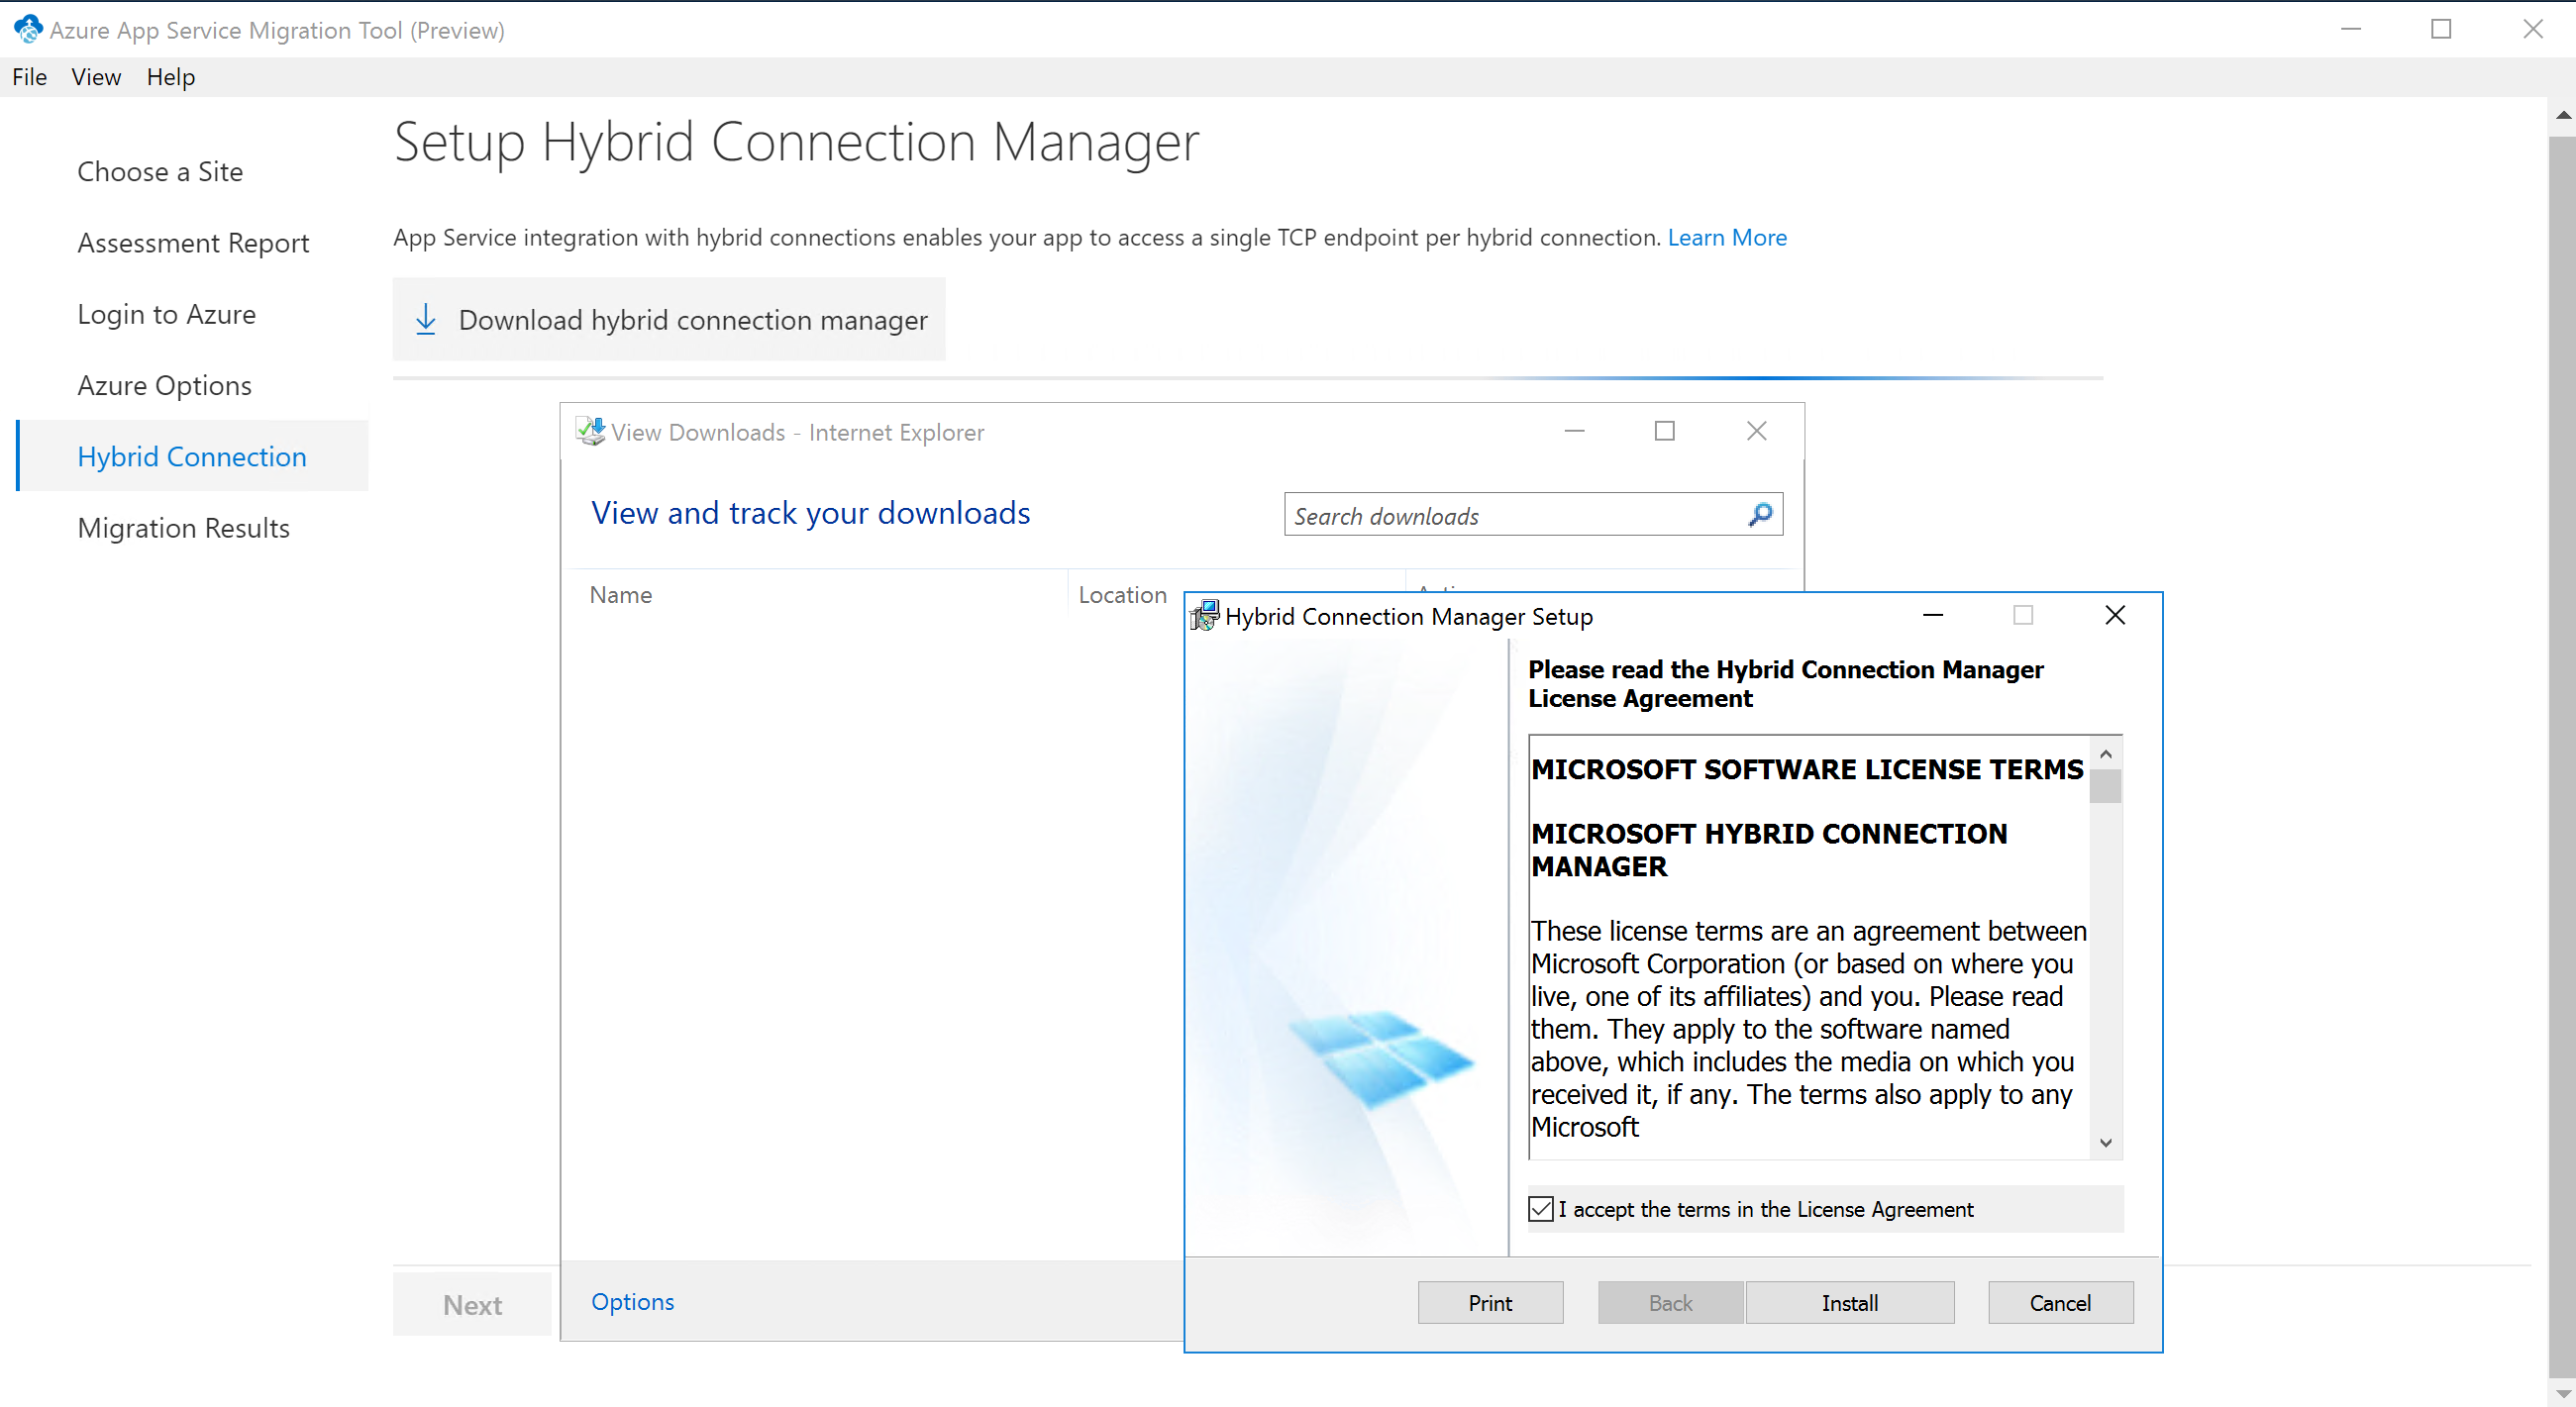 Azure App Service Migration Tool (Preview)
File View Help
Choose a Site
Assessment Report
Login to Azure
Azure Options
Hybrid Connection
Migration Results
Setup Hybrid Connection Manager
App Service integration with hybrid connections enables your app to access a single TCP endpoint per hybrid connection. Learn More
Download hybrid connection manager
View Downloads - Internet Explorer
View and track your downloads
Search downloads
Name Location
Hybrid Connection Manager Setup
Please read the Hybrid Connection Manager
License Agreement
MICROSOFT SOFTWARE LICENSE TERMS
MICROSOFT HYBRID CONNECTION
MANAGER
These license terms are an agreement between
Microsoft Corporation (or based on where you
live, one of its affiliates) and you. Please read
them. They apply to the software named
above, which includes the media on which you
received it, if any. The terms also apply to any
Microsoft
I accept the terms in the License Agreement
Print Back Install Cancel
Options
Next